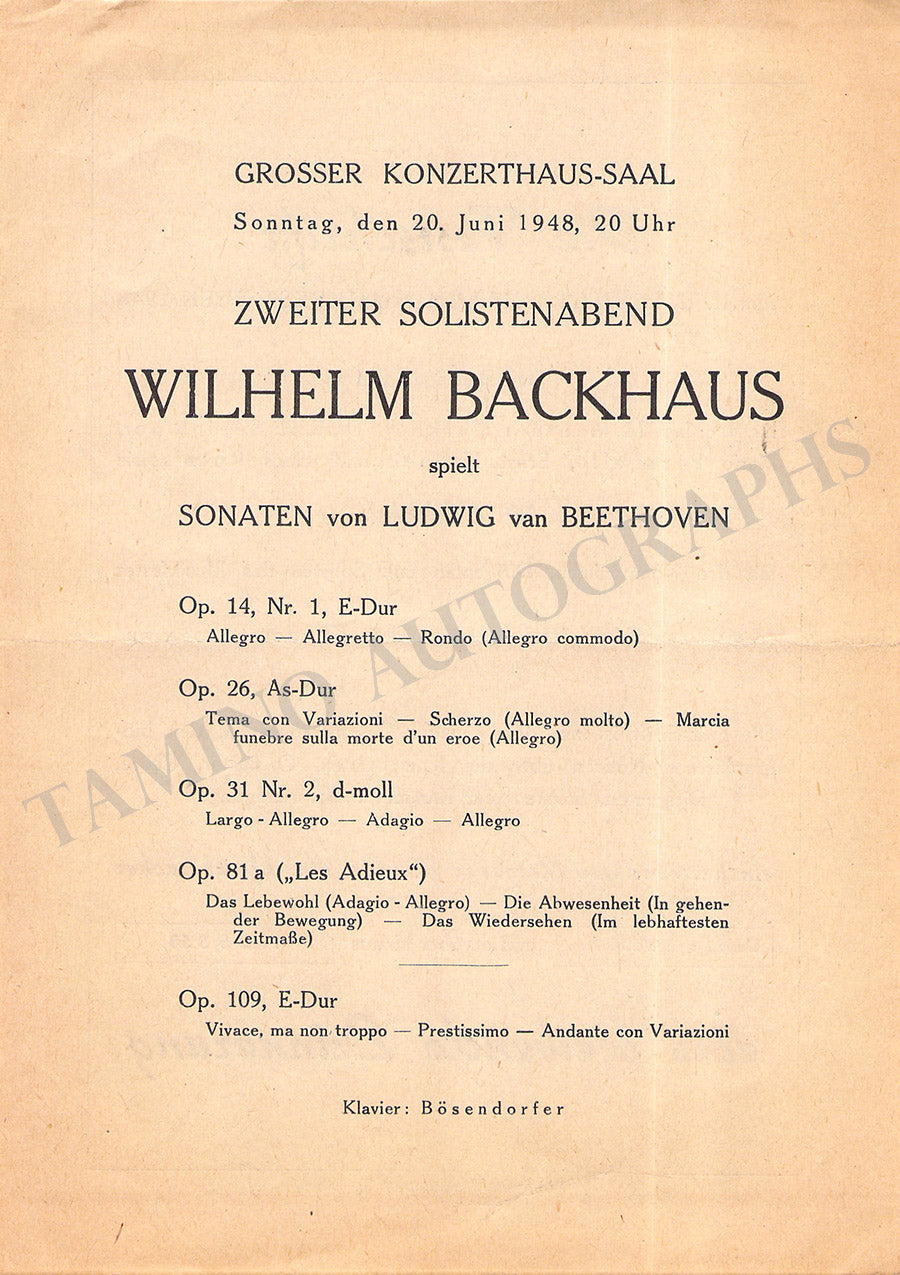 GROSSER KONZERTHAUS-SAAL
Sonntag, den 20. Juni 1948, 20 Uhr
ZWEITER SOLISTENABEND
WILHELM BACKHAUS
spielt
SONATEN von LUDWIG van BEETHOVEN
Op. 14, Nr. 1, E-Dur
Allegro — Allegretto — Rondo (Allegro commodo)
Op. 26, As-Dur
Tema con Variazioni — Scherzo (Allegro molto) — Marcia
funebre sulla morte d'un eroe (Allegro)
Op. 31 Nr. 2, d-moll
Largo - Allegro — Adagio — Allegro
Op. 81 a („Les Adieux“)
Das Lebewohl (Adagio - Allegro) — Die Abwesenheit (In gehen-
der Bewegung) — Das Wiedersehen (Im lebhaftesten
Zeitmaße)
Op. 109, E-Dur
Vivace, ma non troppo — Prestissimo — Andante con Variazioni
Klavier: Bösendorfer
TAMINO AUTOGRAPHS